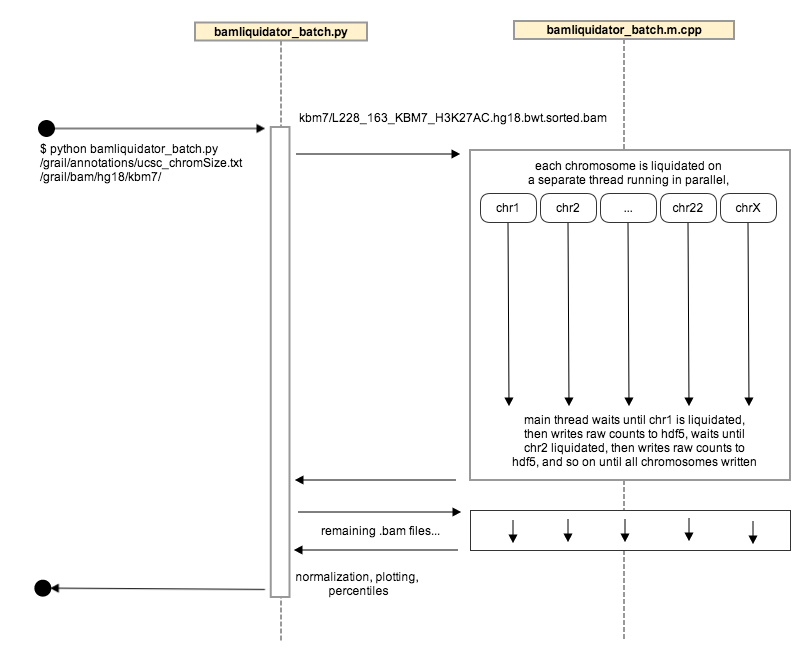 bamliquidator_batch.py
bamliquidator_batch.m.cpp
kbm7/L228_163_KBM7_H3K27AC.hg18.bwt.sorted.bam
$ python bamliquidator_batch.py
/grail/annotations/ucsc_chromSize.txt
/grail/bam/hg18/kbm7/
each chromosome is liquidated on
a separate thread running in parallel,
chr1
chr2
...
chr22
chrX
main thread waits until chr1 is liquidated,
then writes raw counts to hdf5, waits until
chr2 liquidated, then writes raw counts to
hdf5, and so on until all chromosomes written
remaining .bam files...
normalization, plotting,
percentiles